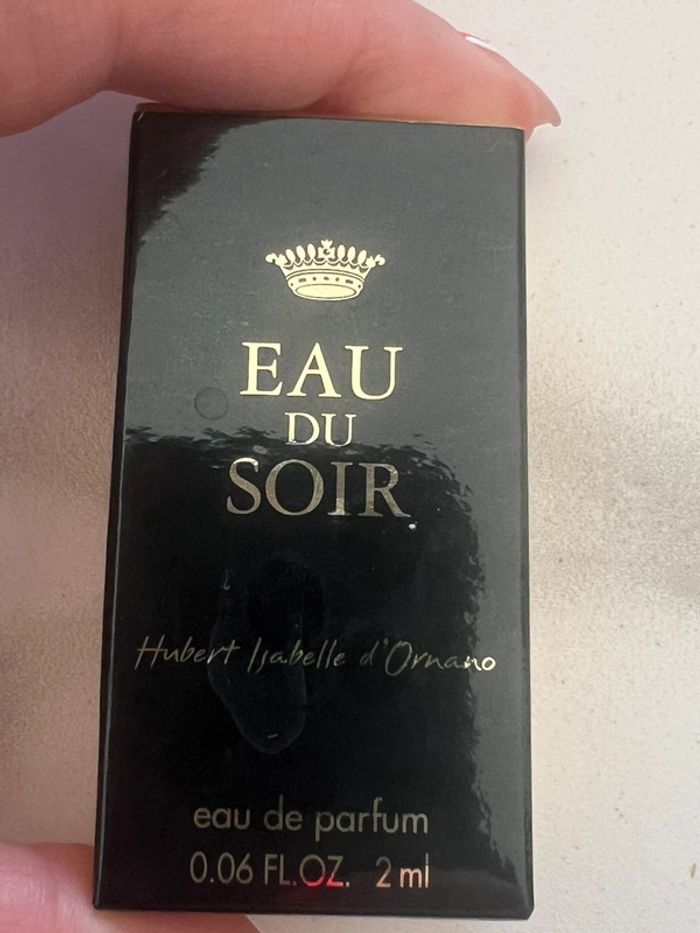 EAU
DU
SOIR
Hubert Isabelle d'Ornano
eau de parfum
0.06 FL.OZ. 2 ml